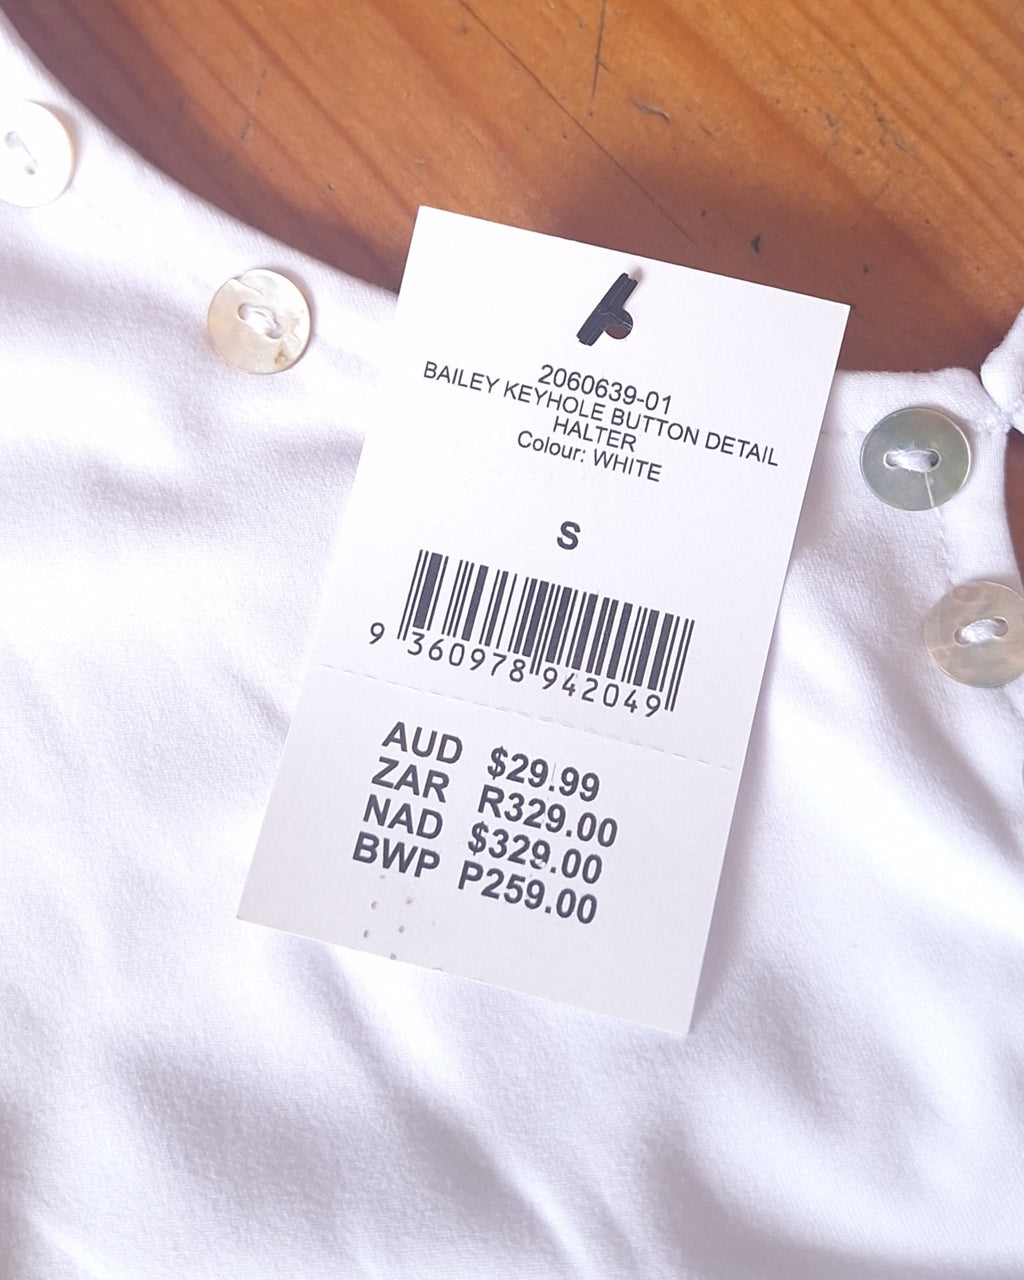 2060639-01
BAILEY KEYHOLE BUTTON DETAIL
HALTER
Colour: WHITE
S
9 360978 942049
AUD $29.99
ZAR R329.00
NAD $329.00
BWP P259.00